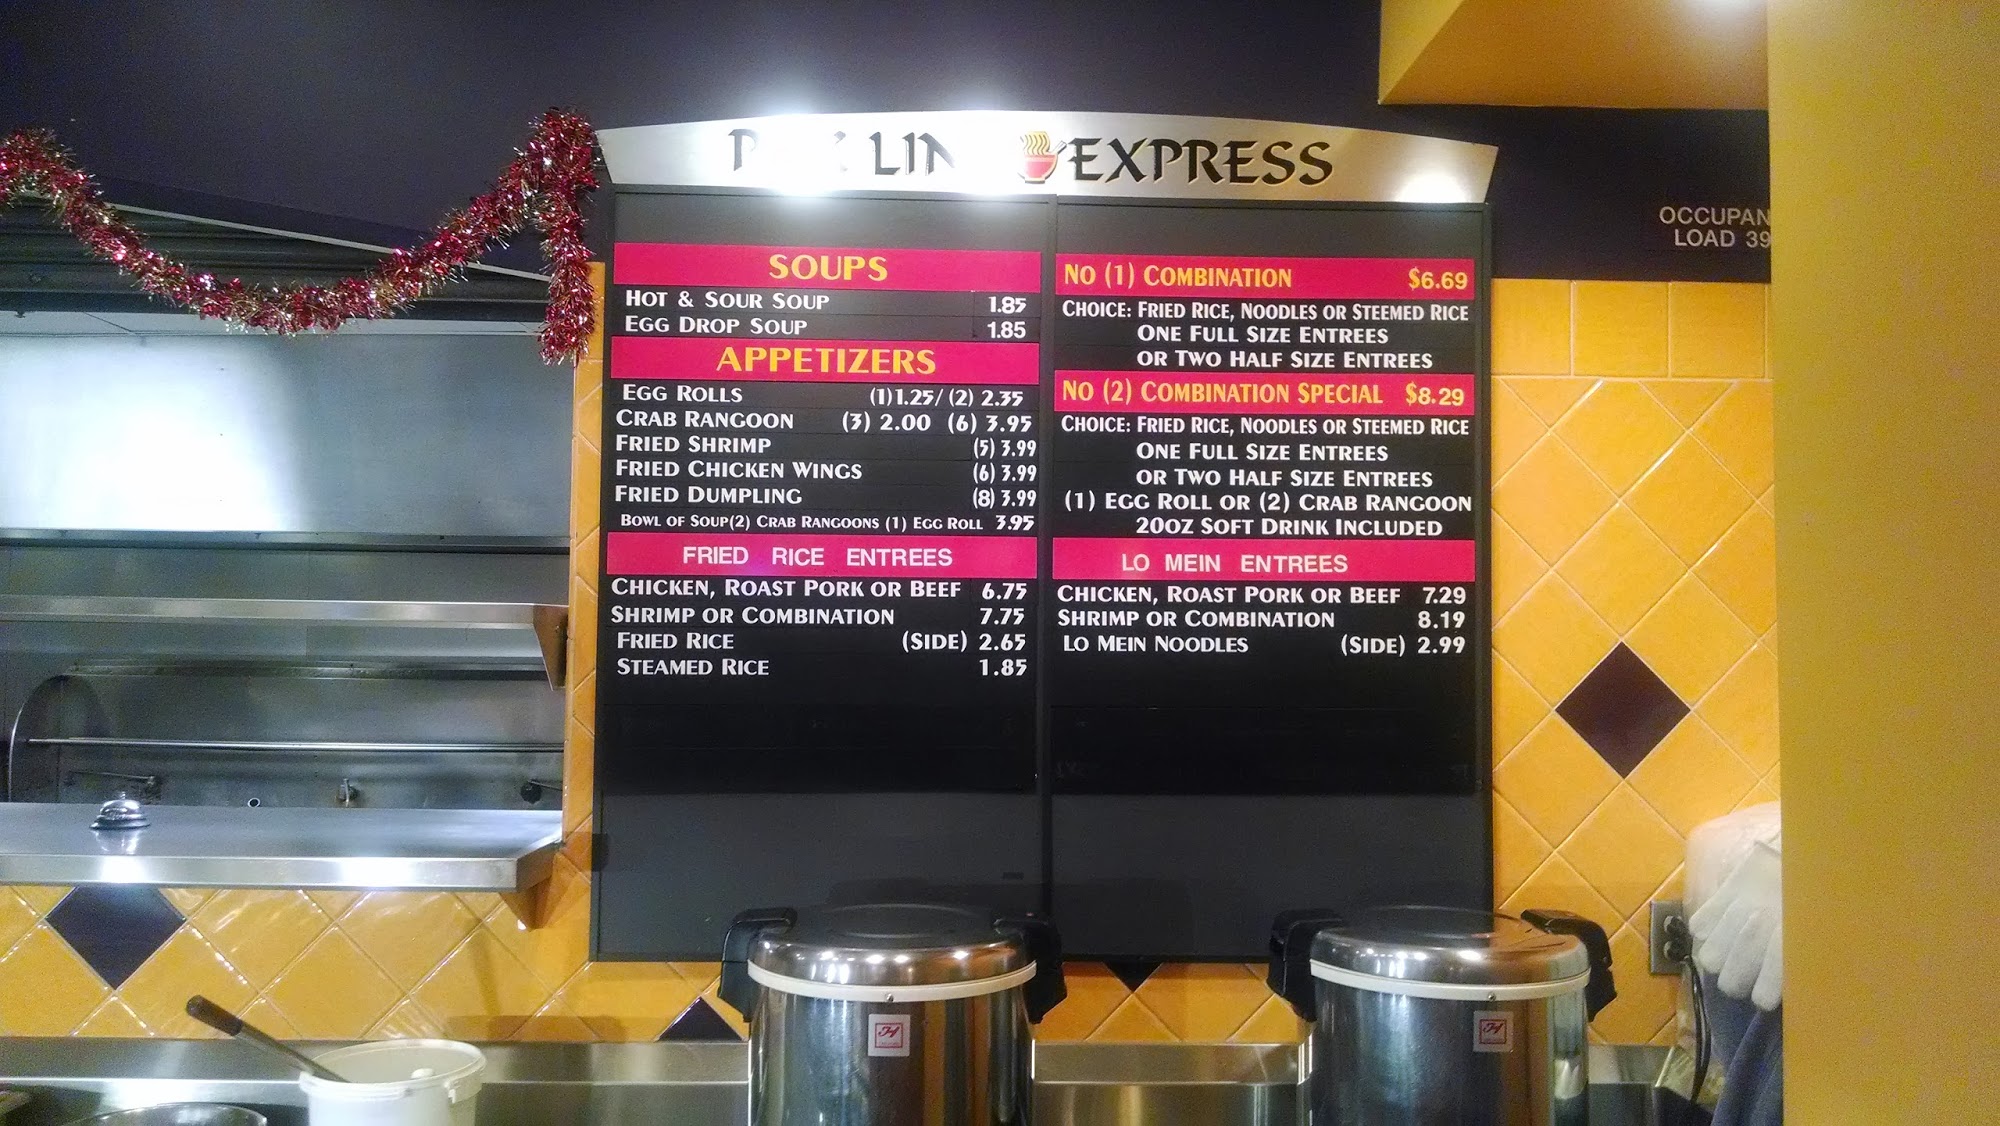 EXPRESS
SOUPS
HOT & SOUR SOUP 1.85
EGG DROP SOUP 1.85
APPETIZERS
EGG ROLLS (1)1.25/ (2) 2.35
CRAB RANGOON (3) 2.00 (6) 3.95
FRIED SHRIMP (5) 3.99
FRIED CHICKEN WINGS (6) 3.99
FRIED DUMPLING (8) 3.99
BOWL OF SOUP(2) CRAB RANGOONS (1) EGG ROLL 3.95
FRIED RICE ENTREES
CHICKEN, ROAST PORK OR BEEF 6.75
SHRIMP OR COMBINATION 7.75
FRIED RICE (SIDE) 2.65
STEAMED RICE 1.85
NO (1) COMBINATION $6.69
CHOICE: FRIED RICE, NOODLES OR STEEMED RICE
ONE FULL SIZE ENTREES
OR TWO HALF SIZE ENTREES
NO (2) COMBINATION SPECIAL $8.29
CHOICE: FRIED RICE, NOODLES OR STEEMED RICE
ONE FULL SIZE ENTREES
OR TWO HALF SIZE ENTREES
(1) EGG ROLL OR (2) CRAB RANGOON
20OZ SOFT DRINK INCLUDED
LO MEIN ENTREES
CHICKEN, ROAST PORK OR BEEF 7.29
SHRIMP OR COMBINATION 8.19
LO MEIN NOODLES (SIDE) 2.99
OCCUPAN
LOAD 39